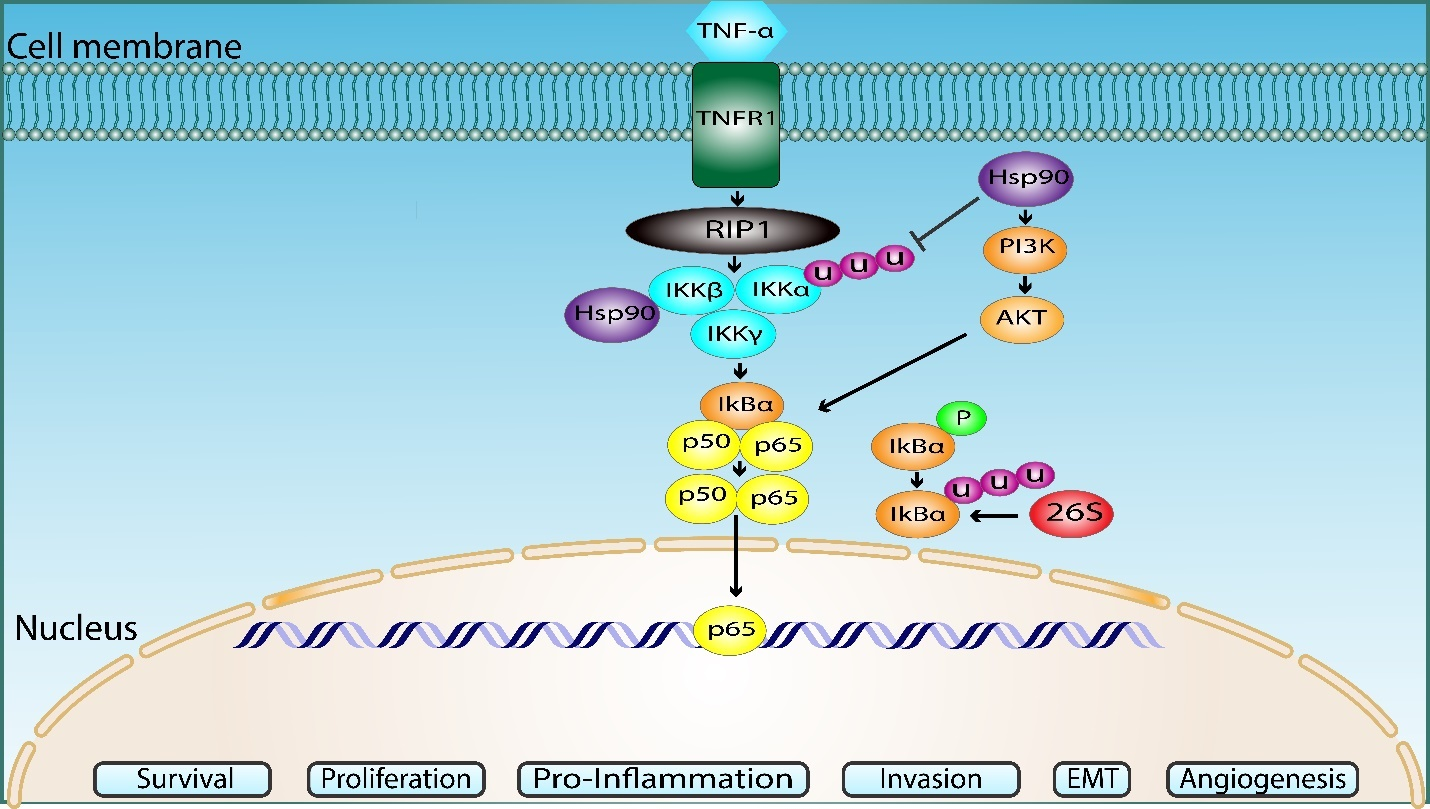 TNF-α
Cell membrane
TNFR1
Hsp90
RIP1
PI3K
u u u
IKKβ
IKKα
Hsp90
IKKγ
AKT
IkBα
P
p50
p65
IkBα
u u u
p50
p65
IkBα
26S
Nucleus
p65
Survival
Proliferation
Pro-Inflammation
Invasion
EMT
Angiogenesis